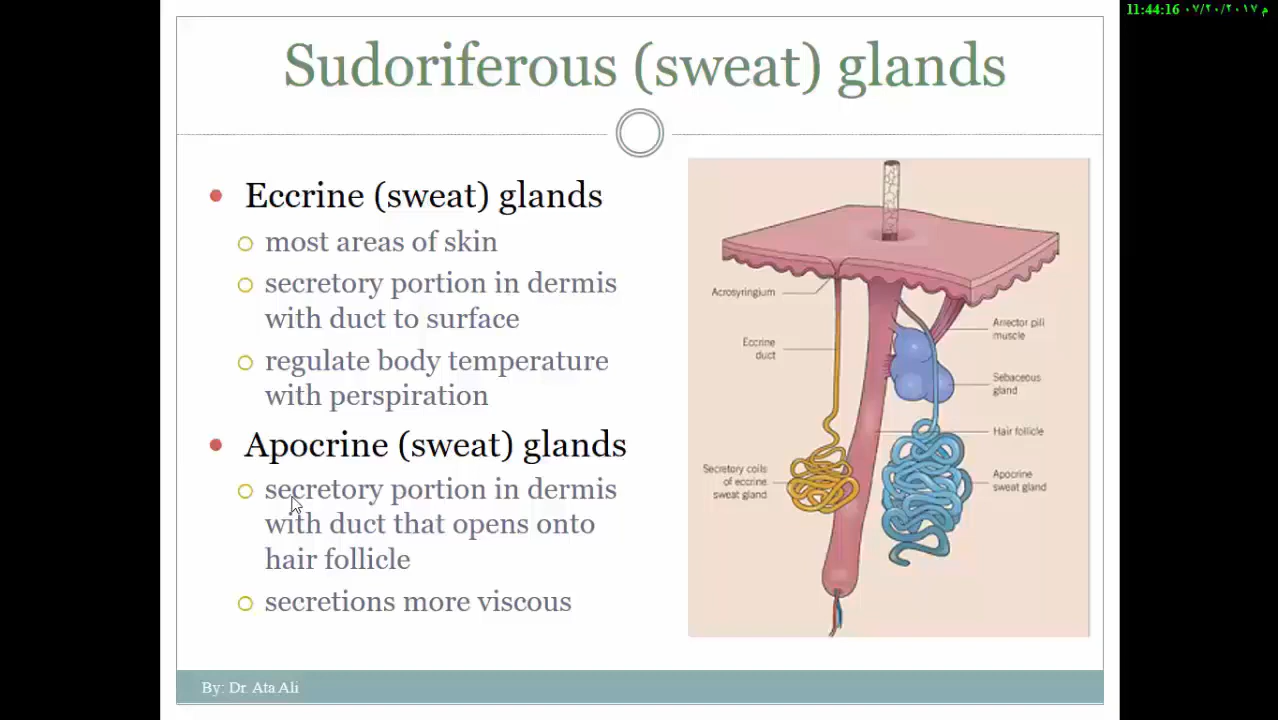 11:44:16 ٠٧/٢٠/٢٠١٧ م
Sudoriferous (sweat) glands
Eccrine (sweat) glands
most areas of skin
secretory portion in dermis
with duct to surface
regulate body temperature
with perspiration
Apocrine (sweat) glands
secretory portion in dermis
with duct that opens onto
hair follicle
secretions more viscous
Acrosyringium
Eccrine
duct
Secretory coils
of eccrine
sweat gland
Arrector pili
muscle
Sebaceous
gland
Hair follicle
Apocrine
sweat gland
By: Dr. Ata Ali